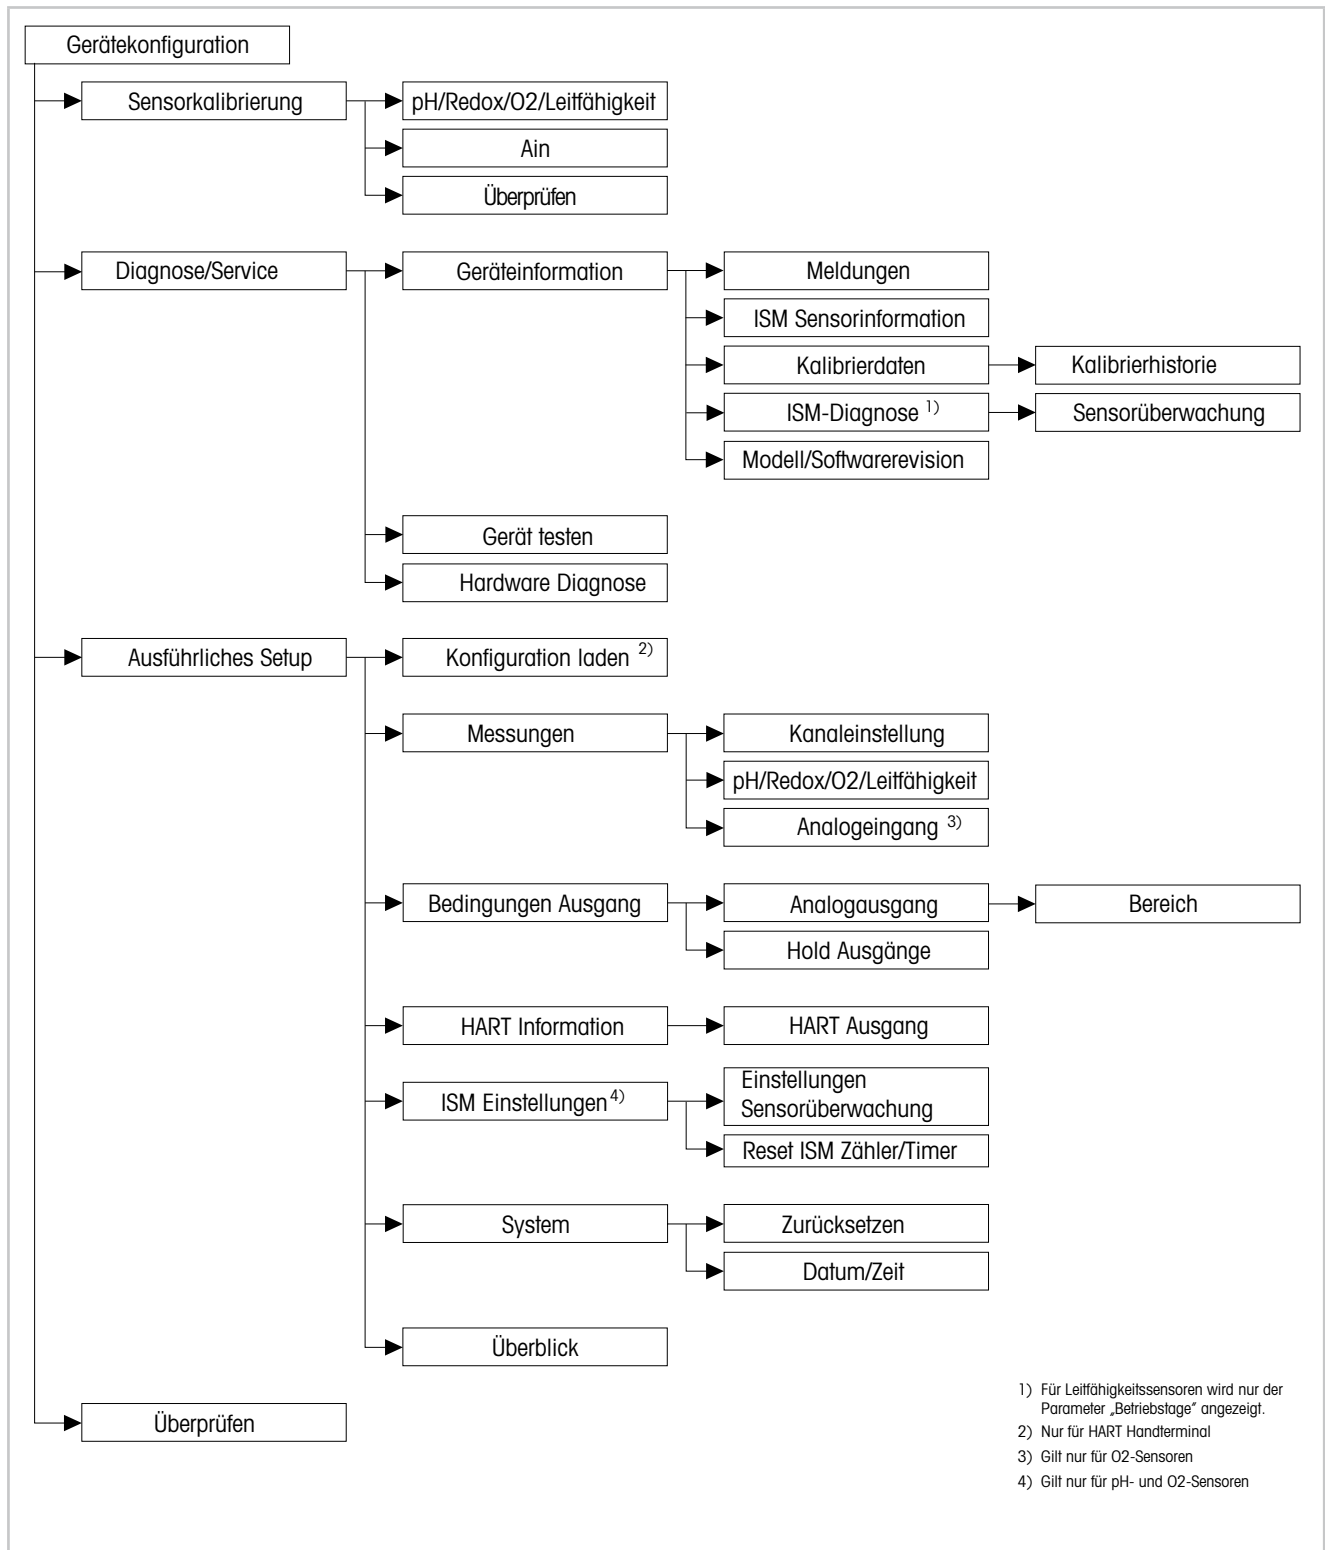 Gerätekonfiguration
Sensorkalibrierung
pH/Redox/O2/Leitfähigkeit
Ain
Überprüfen
Diagnose/Service
Geräteinformation
Meldungen
ISM Sensorinformation
Kalibrierdaten
Kalibrierhistorie
ISM-Diagnose 1)
Sensorüberwachung
Modell/Softwarerevision
Gerät testen
Hardware Diagnose
Ausführliches Setup
Konfiguration laden 2)
Messungen
Kanaleinstellung
pH/Redox/O2/Leitfähigkeit
Analogeingang 3)
Bedingungen Ausgang
Analogausgang
Bereich
Hold Ausgänge
HART Information
HART Ausgang
ISM Einstellungen4)
Einstellungen
Sensorüberwachung
Reset ISM Zähler/Timer
System
Zurücksetzen
Datum/Zeit
Überblick
Überprüfen
1) Für Leitfähigkeitssensoren wird nur der
Parameter „Betriebstage" angezeigt.
2) Nur für HART Handterminal
3) Gilt nur für O2-Sensoren
4) Gilt nur für pH- und O2-Sensoren